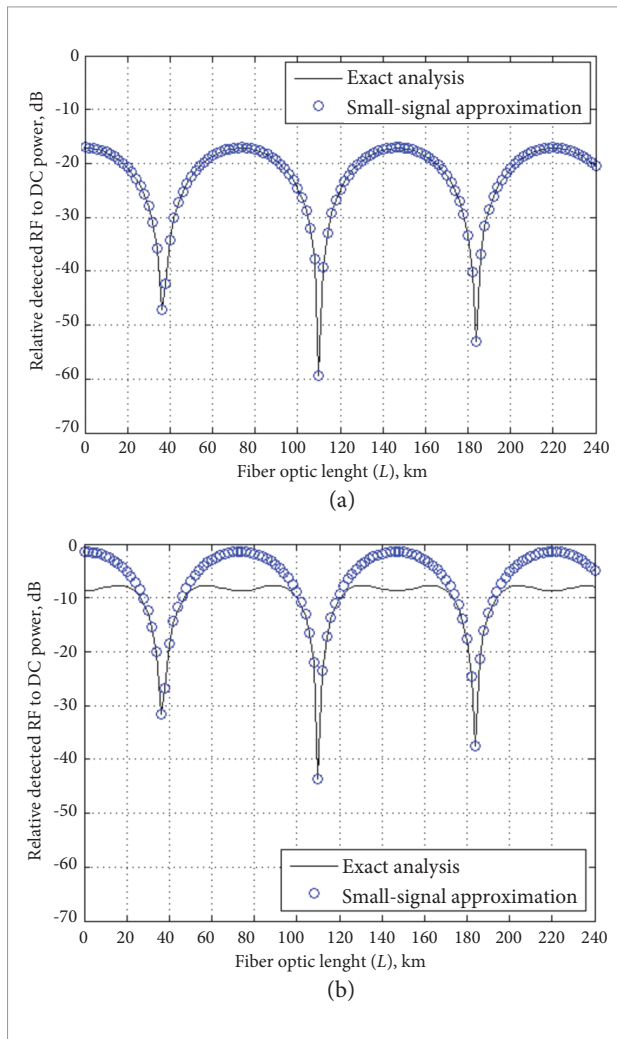 0
-10
-20
-30
-40
-50
-60
-70
Relative detected RF to DC power, dB
Exact analysis
Small-signal approximation
0 20 40 60 80 100 120 140 160 180 200 220 240
Fiber optic lenght (L), km
(a)
0
-10
-20
-30
-40
-50
-60
-70
Relative detected RF to DC power, dB
Exact analysis
Small-signal approximation
0 20 40 60 80 100 120 140 160 180 200 220 240
Fiber optic lenght (L), km
(b)